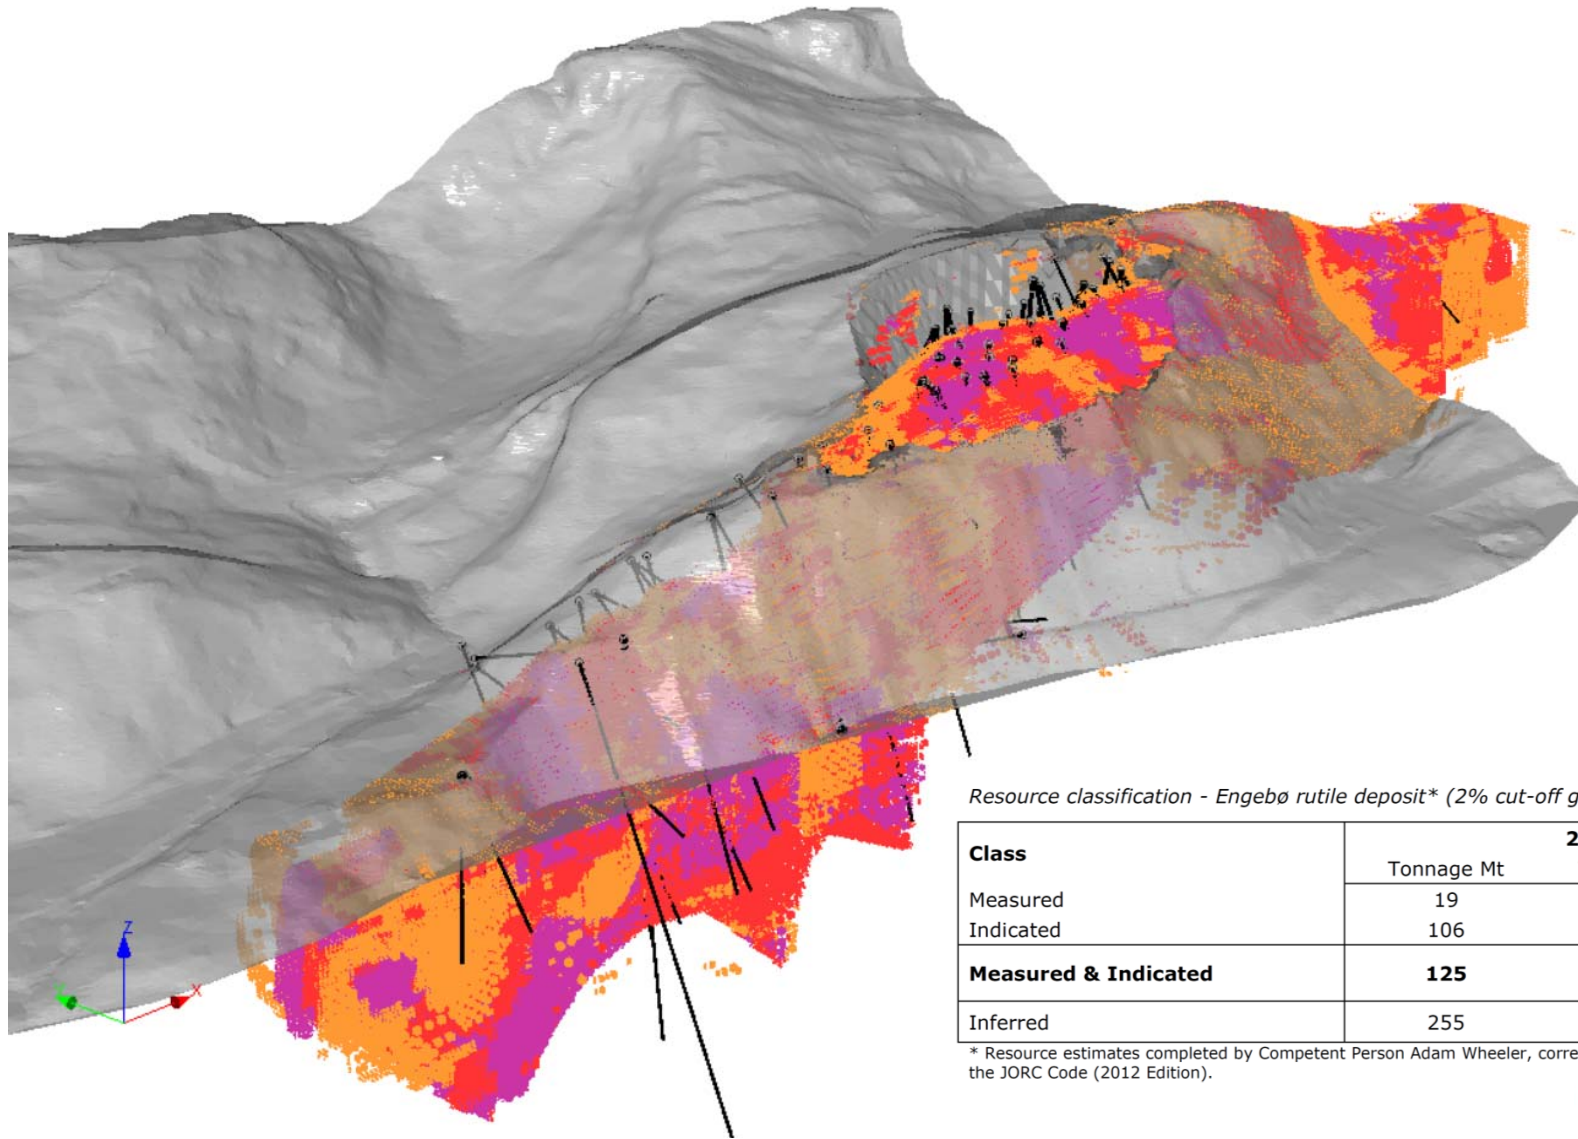 Resource classification - Engebø rutile deposit* (2% cut-off g
2
Class
Tonnage Mt
Measured 19
Indicated 106
Measured & Indicated 125
Inferred 255
* Resource estimates completed by Competent Person Adam Wheeler, corre
the JORC Code (2012 Edition).
Z
X